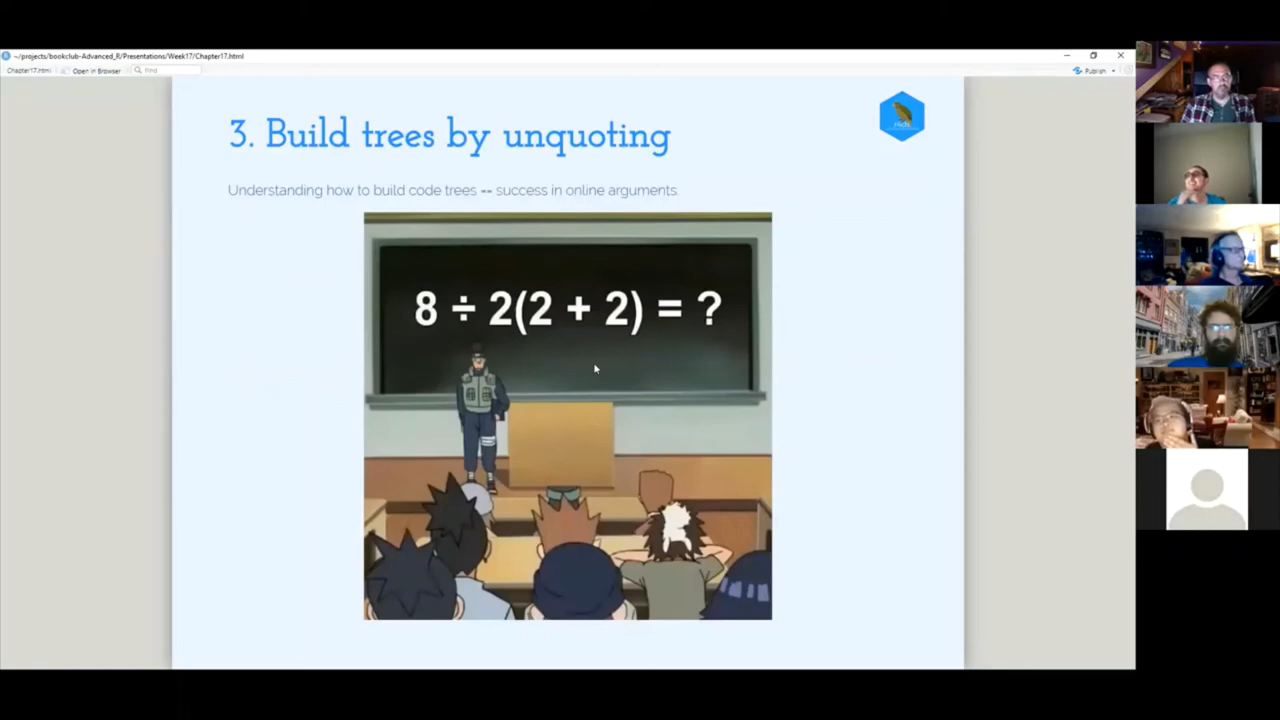 ~/projects/bookclub-Advanced_R/Presentations/Week17/Chapter17.html
Chapter17.html
Open in Browser
Find
Publish
3. Build trees by unquoting
Understanding how to build code trees == success in online arguments.
8 ÷ 2(2 + 2) = ?